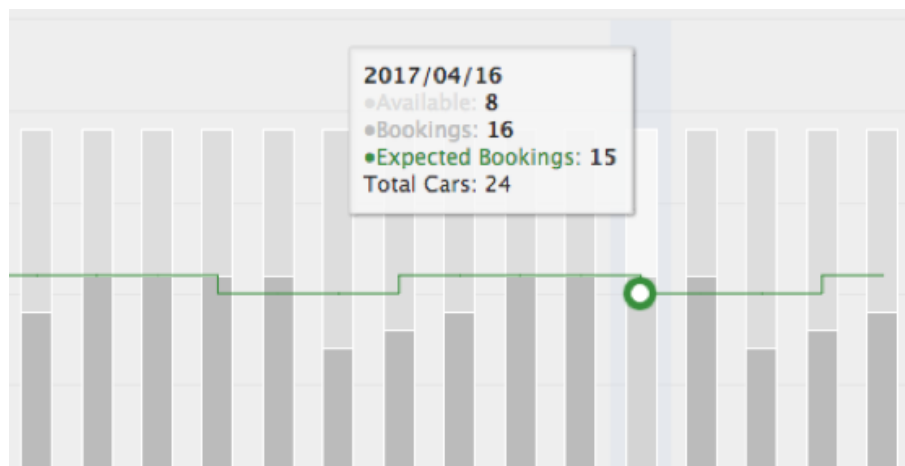 2017/04/16
•Available: 8
•Bookings: 16
•Expected Bookings: 15
Total Cars: 24